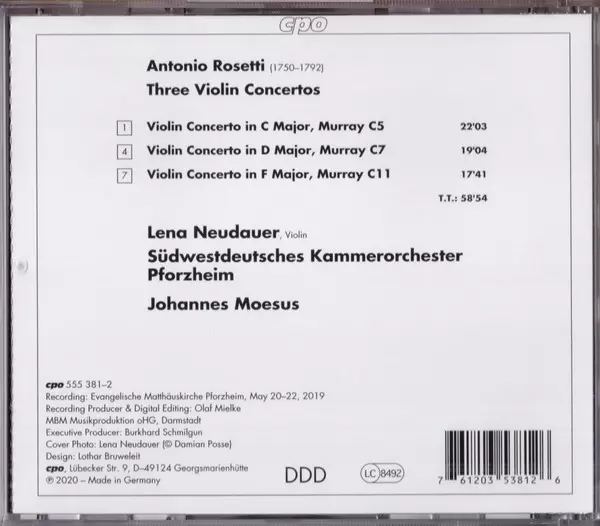 cpo
Antonio Rosetti (1750–1792)
Three Violin Concertos
1 Violin Concerto in C Major, Murray C5 22'03
4 Violin Concerto in D Major, Murray C7 19'04
7 Violin Concerto in F Major, Murray C11 17'41
T.T.: 58'54
Lena Neudauer, Violin
Südwestdeutsches Kammerorchester
Pforzheim
Johannes Moesus
cpo 555 381–2
Recording: Evangelische Matthäuskirche Pforzheim, May 20–22, 2019
Recording Producer & Digital Editing: Olaf Mielke
MBM Musikproduktion oHG, Darmstadt
Executive Producer: Burkhard Schmilgun
Cover Photo: Lena Neudauer (© Damian Posse)
Design: Lothar Bruweleit
cpo, Lübecker Str. 9, D–49124 Georgsmarienhütte
℗ 2020 – Made in Germany
DDD
LC 8492
7 61203 53812 6